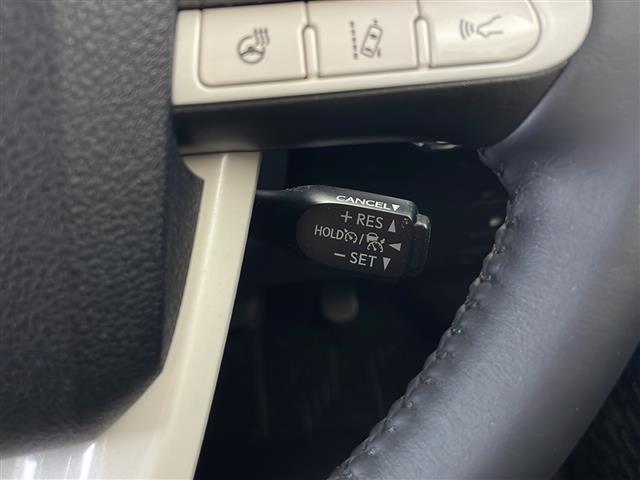 CANCEL▼
+ RES ▲
HOLD / ◀
− SET ▼